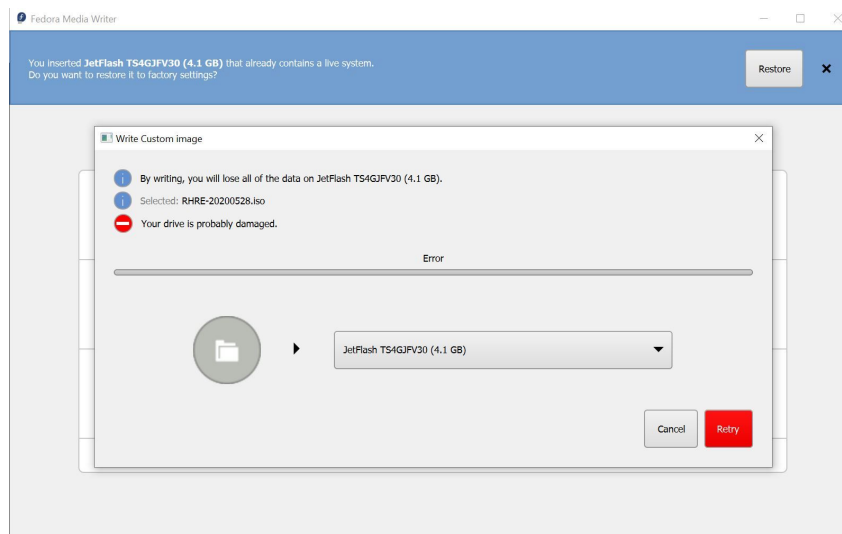 Fedora Media Writer
You inserted JetFlash TS4GJFV30 (4.1 GB) that already contains a live system.
Do you want to restore it to factory settings?
Restore
Write Custom image
By writing, you will lose all of the data on JetFlash TS4GJFV30 (4.1 GB).
Selected: RHRE-20200528.iso
Your drive is probably damaged.
Error
JetFlash TS4GJFV30 (4.1 GB)
Cancel
Retry